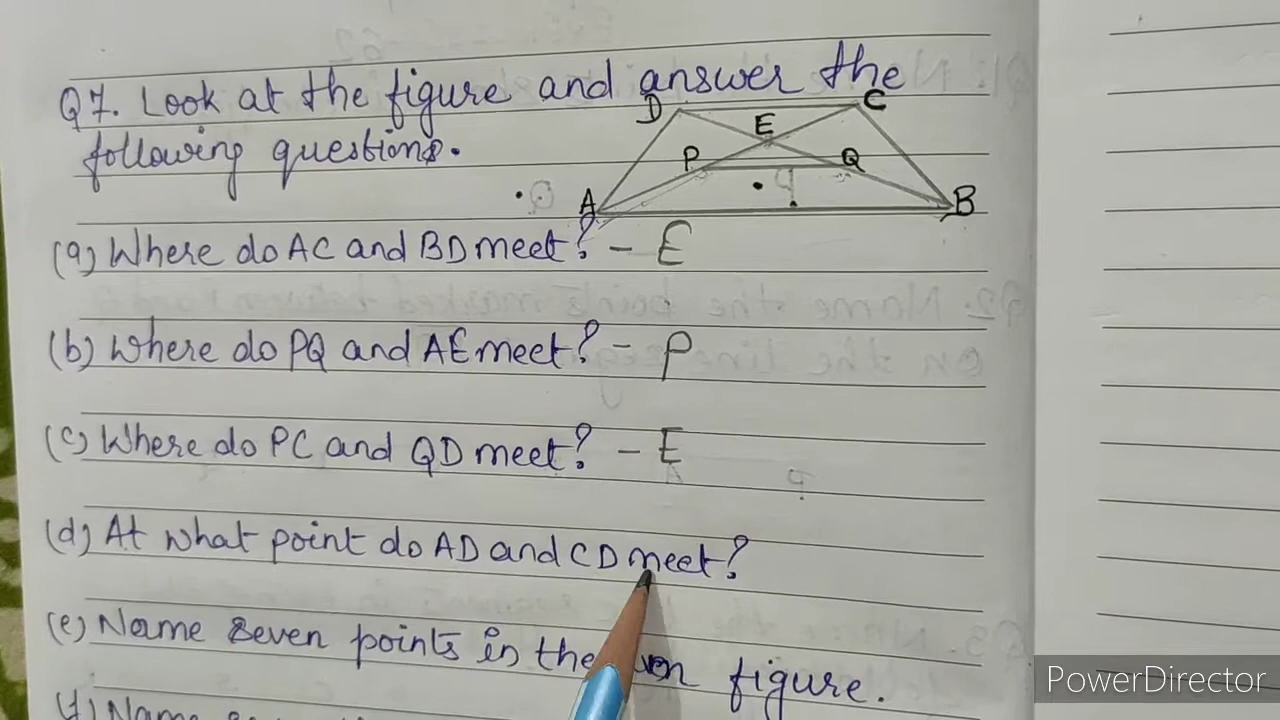 Q7. Look at the figure and answer the
following questions.
D C
E
P Q
A B
(a) Where do AC and BD meet? - E
(b) Where do PQ and AE meet? - P
(c) Where do PC and QD meet? - E
(d) At what point do AD and CD meet?
(e) Name seven points in the figure.
(f) Name
PowerDirector